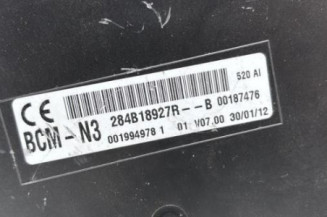 520 AI
CE
284B18927R--B 00187476
BCM-N3
001994978 1 01 V07.00 30/01/12